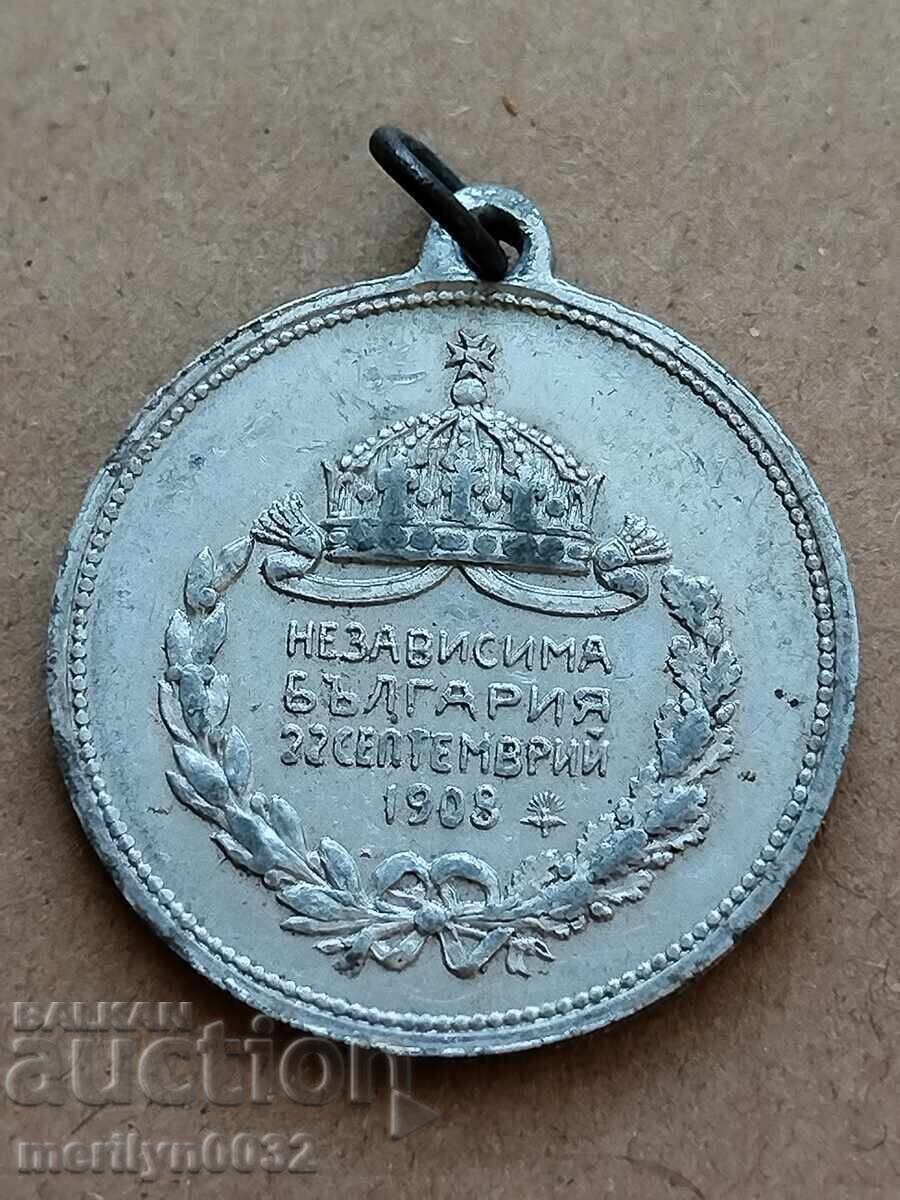 НЕЗАВИСИМА
БЪЛГАРИЯ
22 СЕПТЕМВРИЙ
1908
BALKAN
auction
merilyn0032